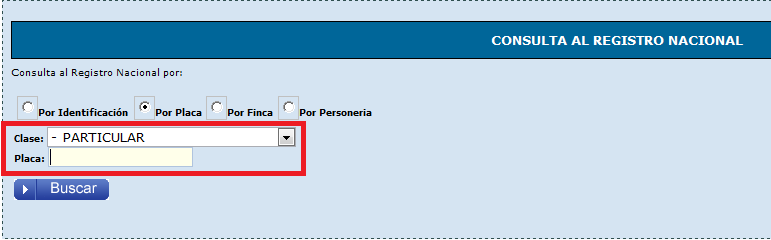 CONSULTA AL REGISTRO NACIONAL
Consulta al Registro Nacional por:
Por Identificación Por Placa Por Finca Por Personeria
Clase: - PARTICULAR
Placa:
Buscar